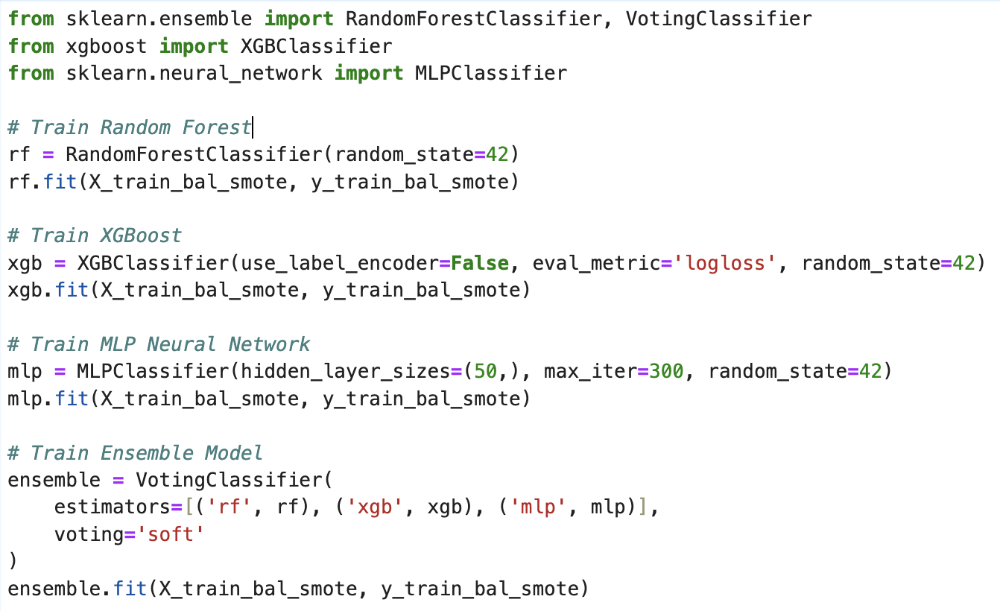 from sklearn.ensemble import RandomForestClassifier, VotingClassifier
from xgboost import XGBClassifier
from sklearn.neural_network import MLPClassifier

# Train Random Forest
rf = RandomForestClassifier(random_state=42)
rf.fit(X_train_bal_smote, y_train_bal_smote)

# Train XGBoost
xgb = XGBClassifier(use_label_encoder=False, eval_metric='logloss', random_state=42)
xgb.fit(X_train_bal_smote, y_train_bal_smote)

# Train MLP Neural Network
mlp = MLPClassifier(hidden_layer_sizes=(50,), max_iter=300, random_state=42)
mlp.fit(X_train_bal_smote, y_train_bal_smote)

# Train Ensemble Model
ensemble = VotingClassifier(
    estimators=[('rf', rf), ('xgb', xgb), ('mlp', mlp)],
    voting='soft'
)
ensemble.fit(X_train_bal_smote, y_train_bal_smote)